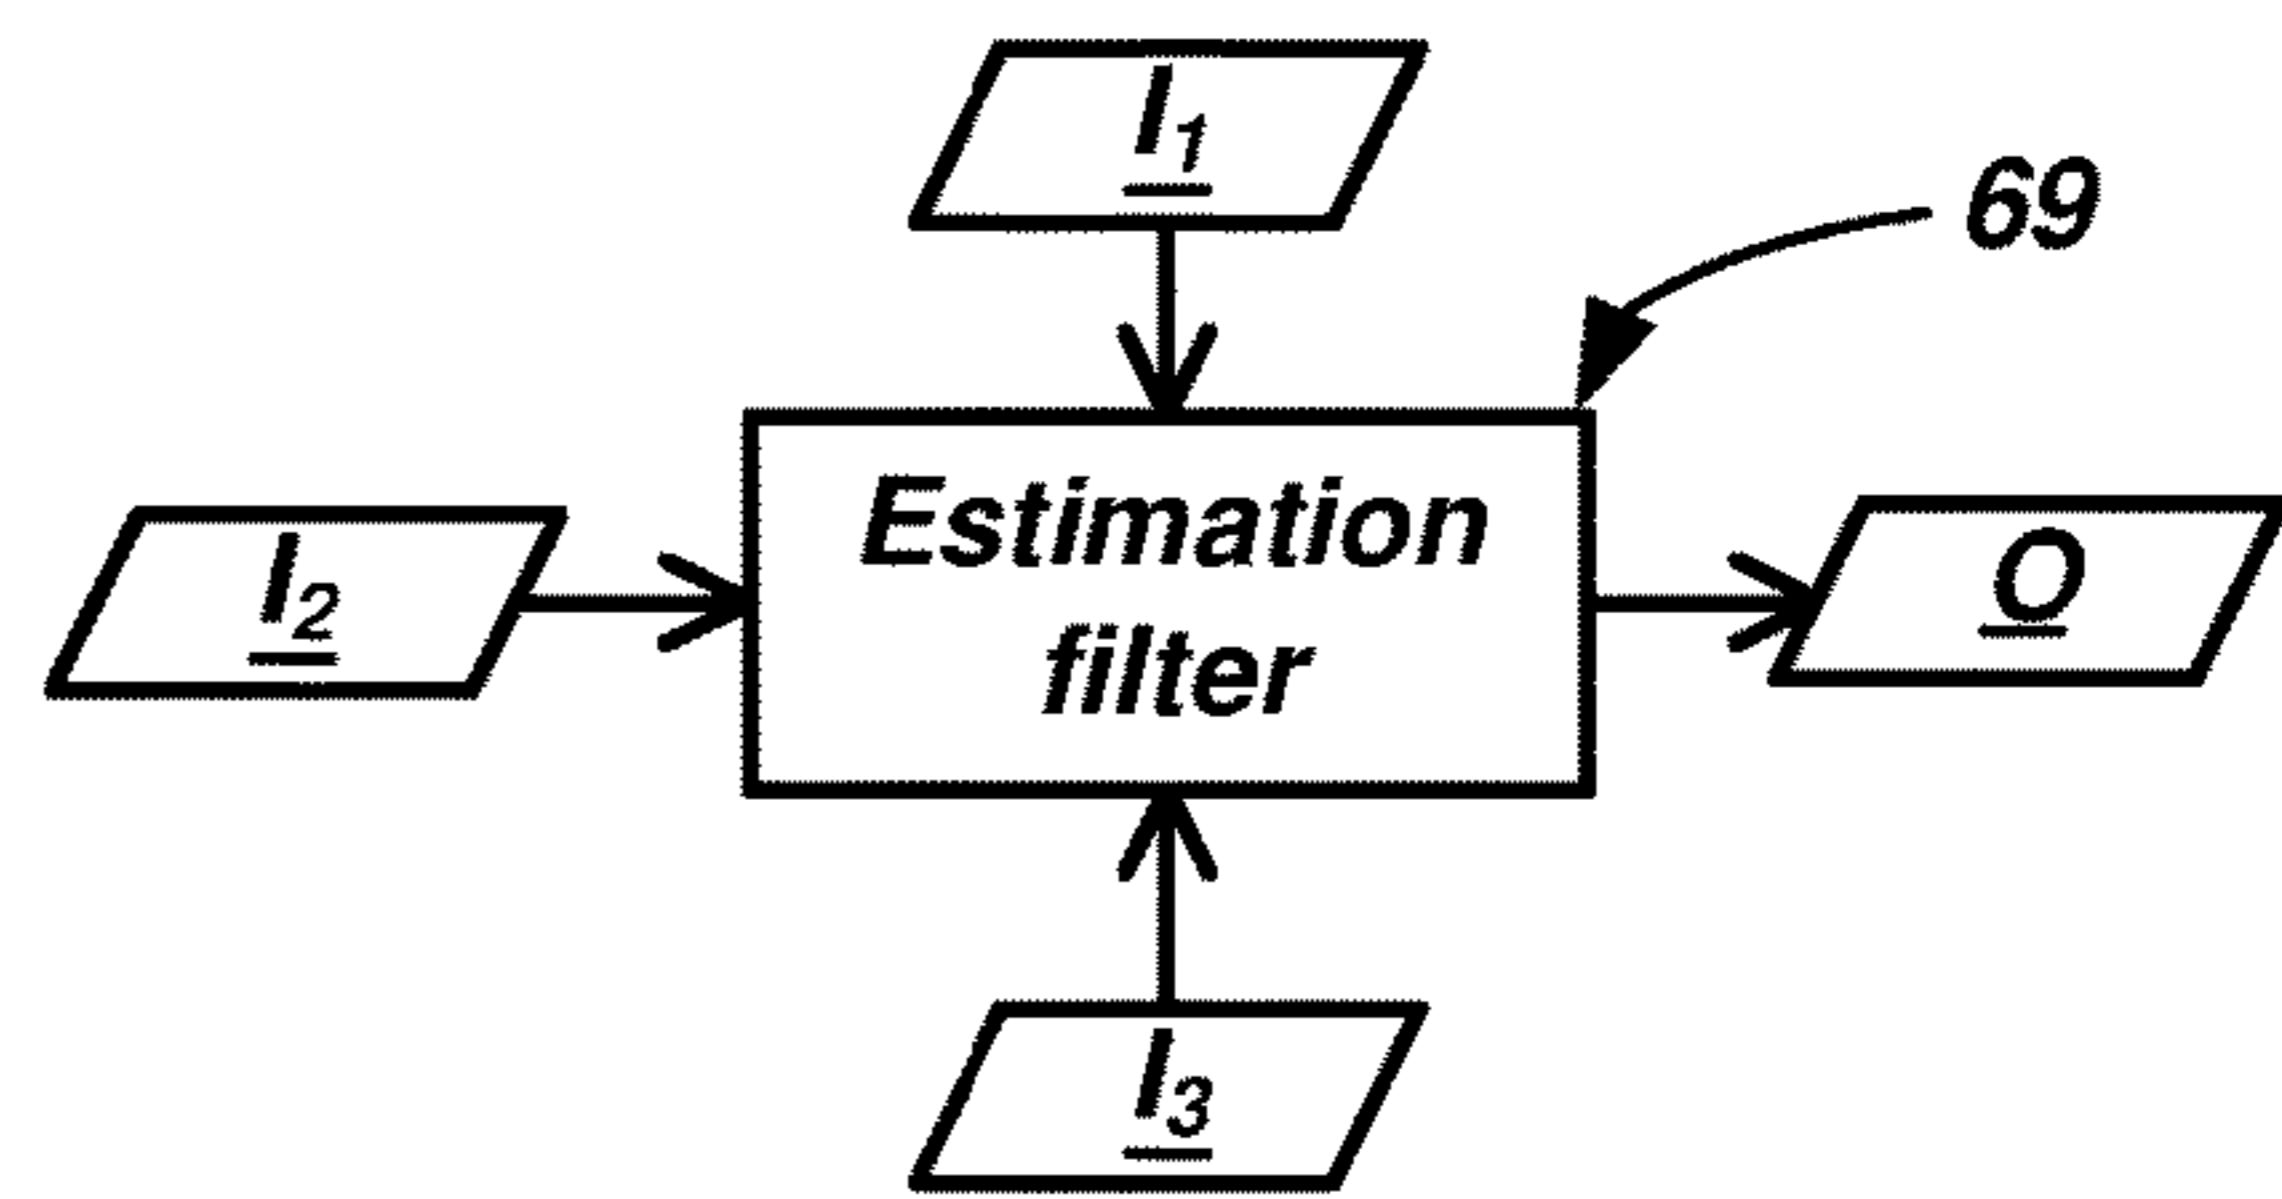 I₁
69
Estimation
filter
I₂
O
I₃